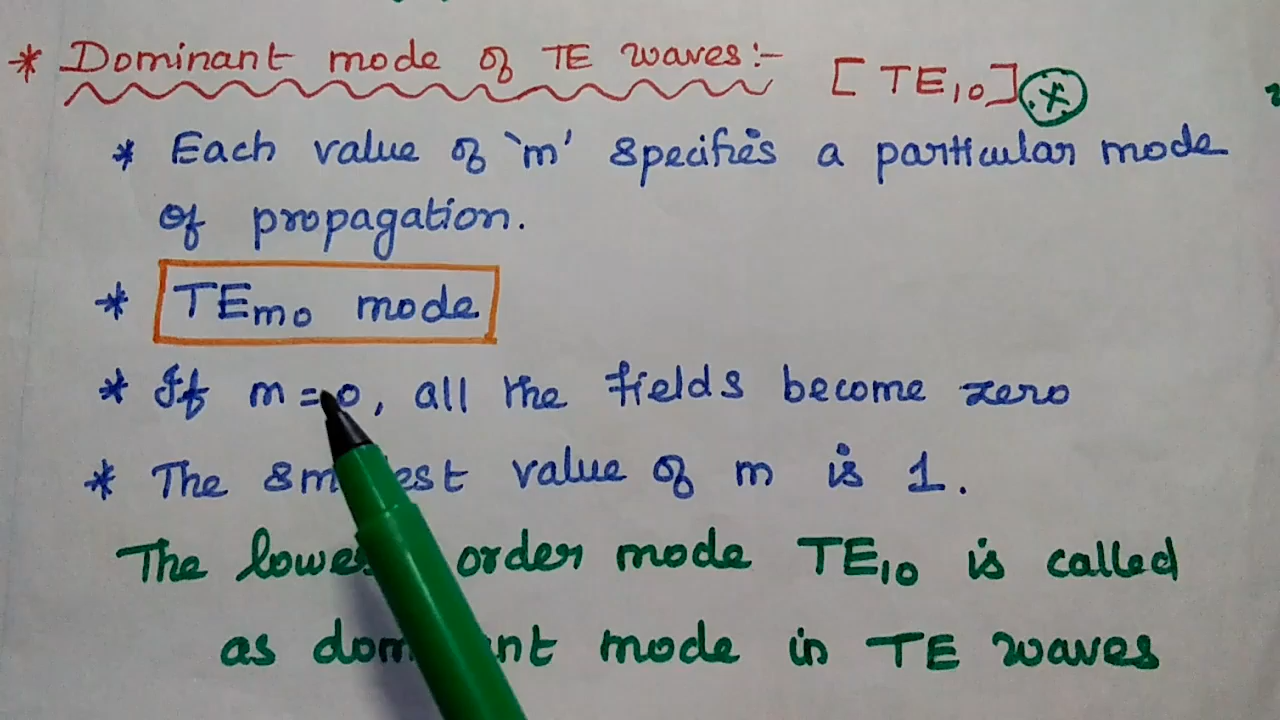 * Dominant mode of TE waves:- [TE₁₀] *
* Each value of 'm' specifies a particular mode
of propagation.
* TEm₀ mode
* If m = 0, all the fields become zero
* The est value of m is 1.
The order mode TE₁₀ is called
as mode in TE waves